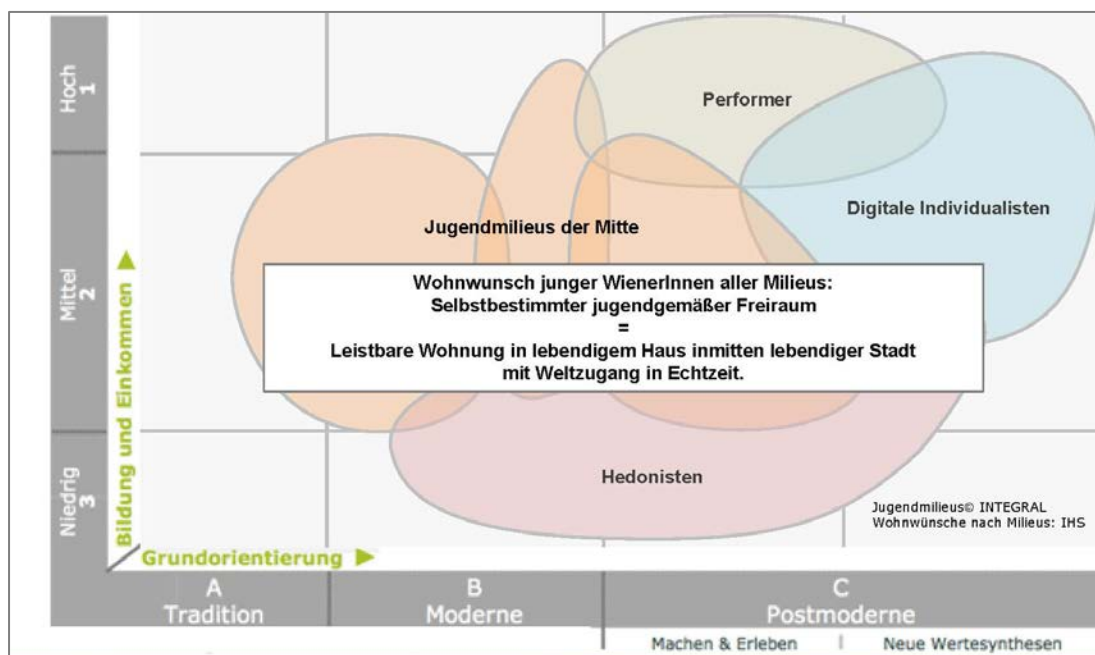 Hoch
1
Mittel
2
Niedrig
3
Bildung und Einkommen
Performer
Digitale Individualisten
Jugendmilieus der Mitte
Wohnwunsch junger WienerInnen aller Milieus:
Selbstbestimmter jugendgemäßer Freiraum
=
Leistbare Wohnung in lebendigem Haus inmitten lebendiger Stadt
mit Weltzugang in Echtzeit.
Hedonisten
Jugendmilieus© INTEGRAL
Wohnwünsche nach Milieu: IHS
Grundorientierung
A
Tradition
B
Moderne
C
Postmoderne
Machen & Erleben
Neue Wertesynthesen